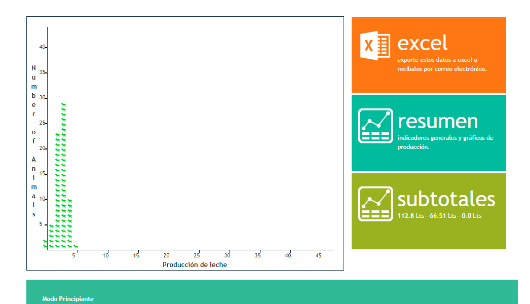 excel
exporte estos datos a excel o
recíbalos por correo electrónico.
resumen
indicadores generales y gráficos de
producción.
subtotales
112.8 Lts - 66.51 Lts - 0.0 Lts
Number of Animals
40
35
30
25
20
15
10
5
5 10 15 20 25 30 35 40 45
Producción de leche
Modo Principiante